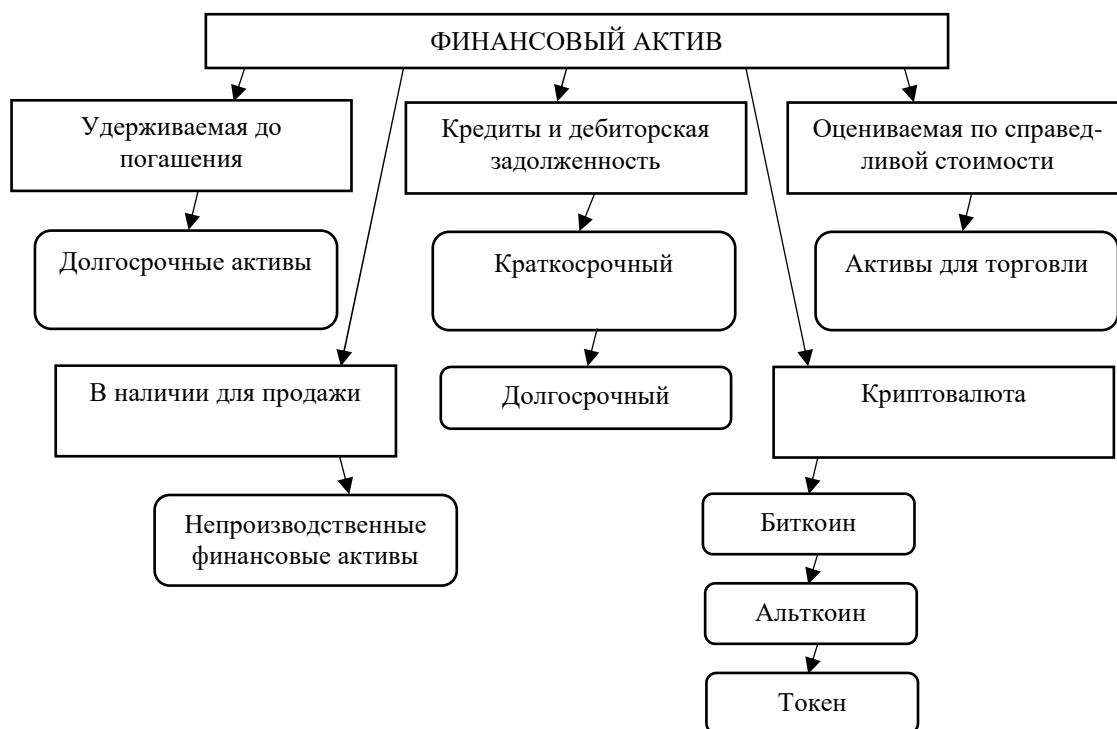 ФИНАНСОВЫЙ АКТИВ
Удерживаемая до
погашения
Кредиты и дебиторская
задолженность
Оцениваемая по справед-
ливой стоимости
Долгосрочные активы
Краткосрочный
Активы для торговли
В наличии для продажи
Долгосрочный
Криптовалюта
Непроизводственные
финансовые активы
Биткоин
Альткоин
Токен